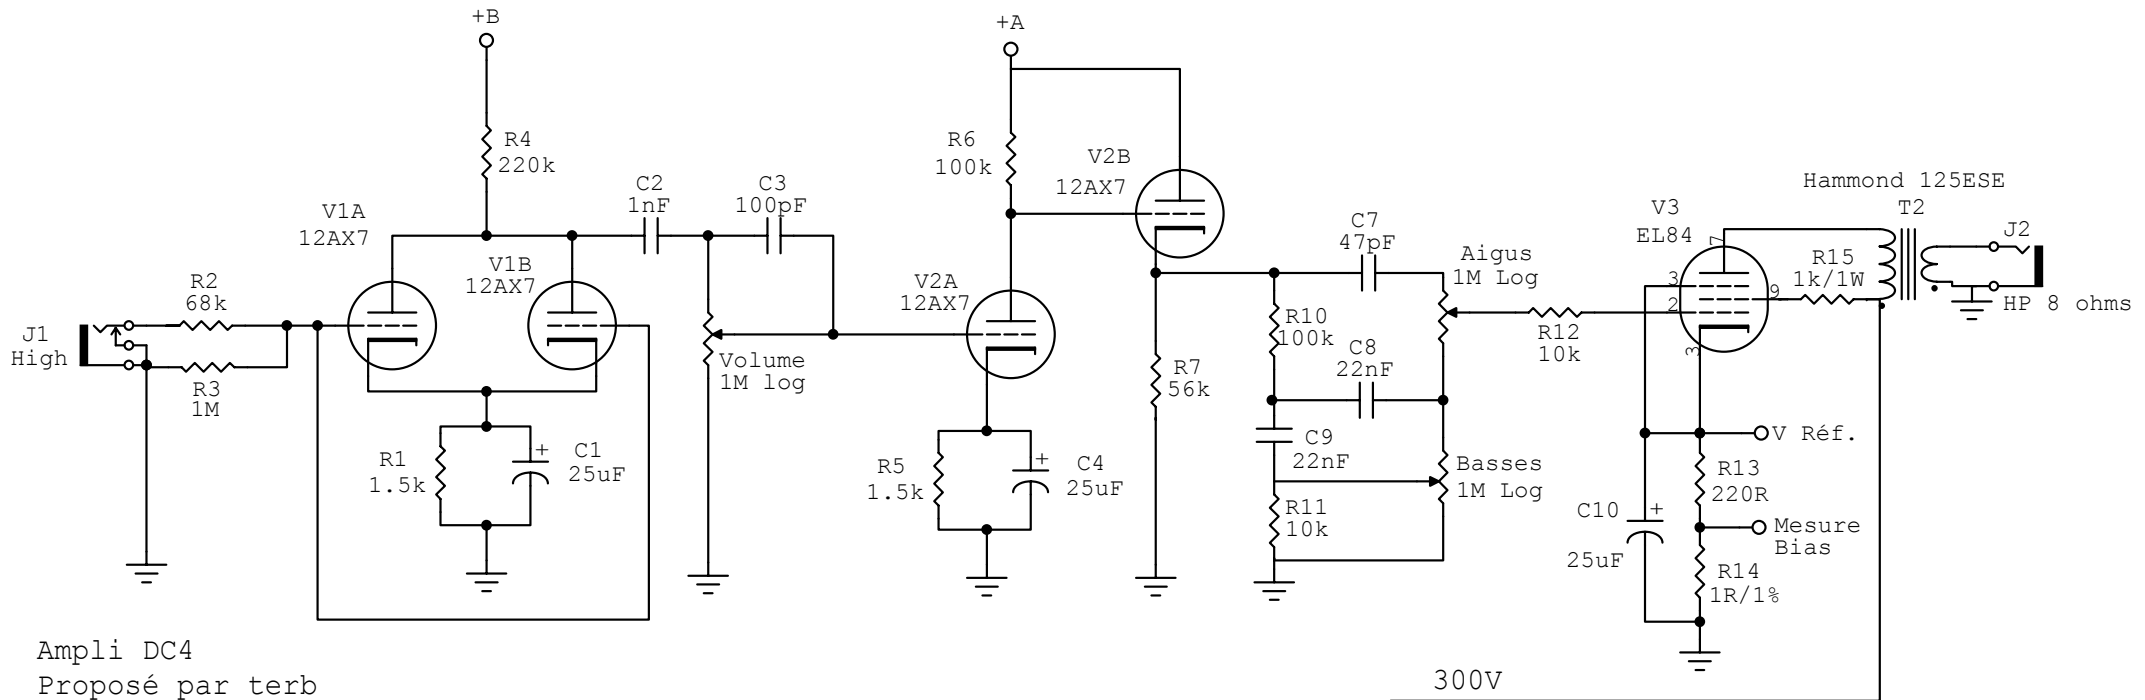 +B
+A
R4
220k
R6
100k
V2B
12AX7
C2
1nF
C3
100pF
V1A
12AX7
V1B
12AX7
Hammond 125ESE
T2
V3
EL84
J2
C7
47pF
Aigus
1M Log
R15
1k/1W
7
3
2
9
3
HP 8 ohms
R2
68k
J1
High
R3
1M
V2A
12AX7
Volume
1M log
R10
100k
R12
10k
C8
22nF
R7
56k
V Réf.
R1
1.5k
C1
25uF
R5
1.5k
C4
25uF
C9
22nF
Basses
1M Log
R11
10k
R13
220R
C10
+
25uF
+
+
Mesure
Bias
R14
1R/1%
Ampli DC4
Proposé par terb
300V